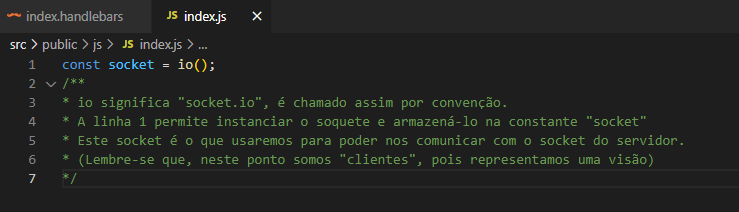 index.handlebars
JS index.js ×
src > public > js > JS index.js > ...
1 const socket = io();
2 /**
3 * io significa "socket.io", é chamado assim por convenção.
4 * A linha 1 permite instanciar o soquete e armazená-lo na constante "socket"
5 * Este socket é o que usaremos para poder nos comunicar com o socket do servidor.
6 * (Lembre-se que, neste ponto somos "clientes", pois representamos uma visão)
7 */